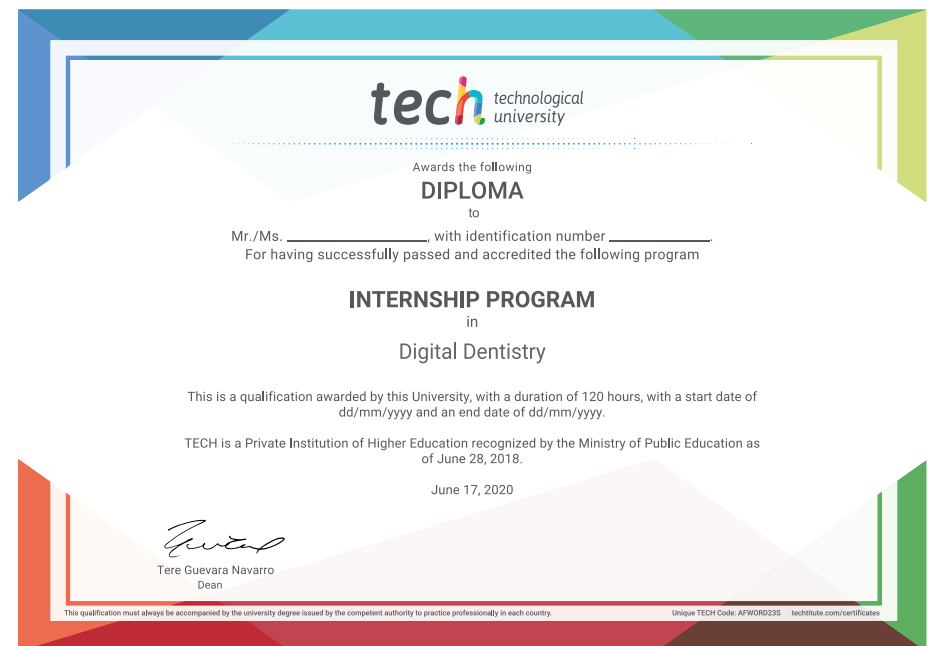 tech technological
university
Awards the following
DIPLOMA
to
Mr./Ms. ____________, with identification number ____________.
For having successfully passed and accredited the following program
INTERNSHIP PROGRAM
in
Digital Dentistry
This is a qualification awarded by this University, with a duration of 120 hours, with a start date of
dd/mm/yyyy and an end date of dd/mm/yyyy.
TECH is a Private Institution of Higher Education recognized by the Ministry of Public Education as
of June 28, 2018.
June 17, 2020
Tere Guevara Navarro
Dean
This qualification must always be accompanied by the university degree issued by the competent authority to practice professionally in each country. Unique TECH Code: AFWORD23S techtitute.com/certificates